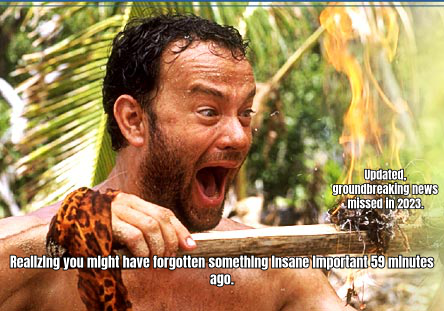 Updated,
groundbreaking news
missed in 2023.
Realizing you might have forgotten something insane important 59 minutes
ago.